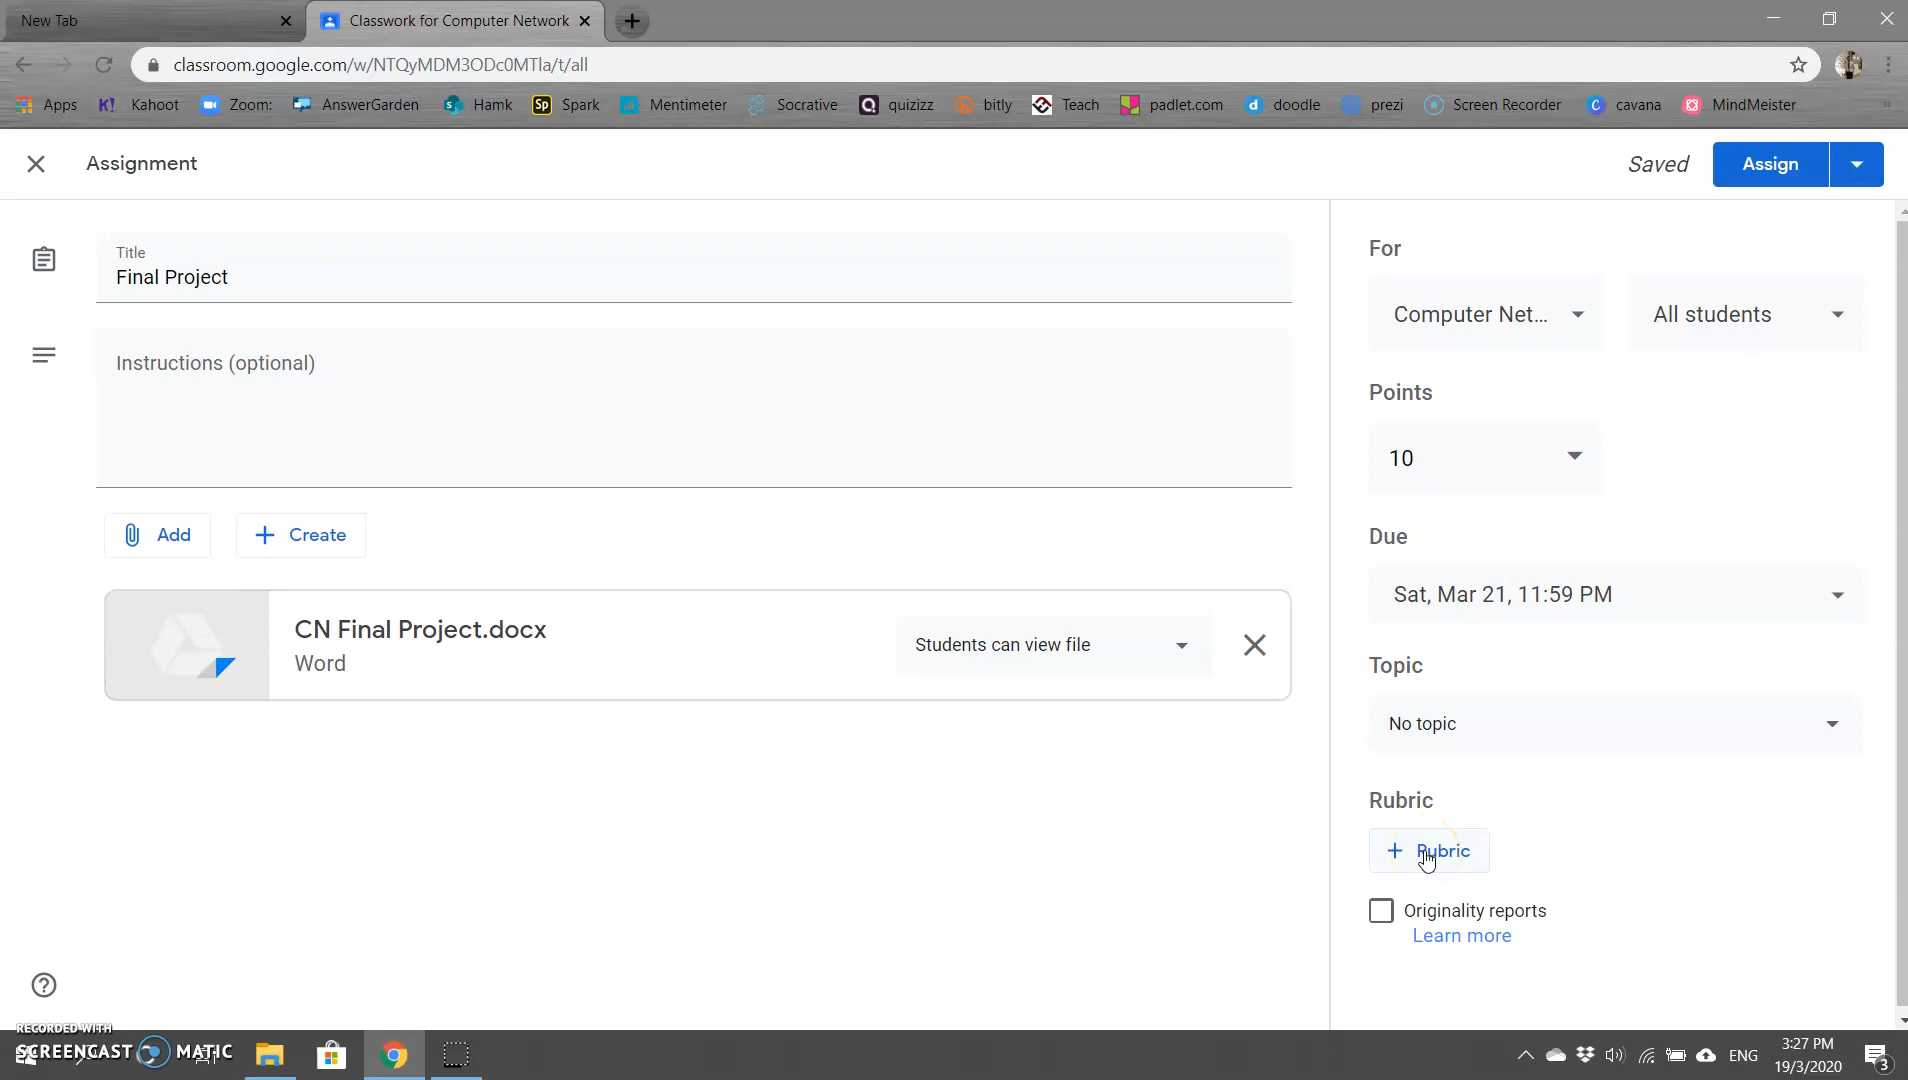 New Tab
Classwork for Computer Network
classroom.google.com/w/NTQyMDM3ODc0MTla/t/all
Apps Kahoot Zoom: AnswerGarden Hamk Spark Mentimeter Socrative quizizz bitly Teach padlet.com doodle prezi Screen Recorder cavana MindMeister
Assignment
Saved
Assign
Title
Final Project
Instructions (optional)
Add
Create
CN Final Project.docx
Word
Students can view file
For
Computer Net...
All students
Points
10
Due
Sat, Mar 21, 11:59 PM
Topic
No topic
Rubric
Rubric
Originality reports
Learn more
RECORDED WITH
SCREENCAST MATIC
ENG
3:27 PM
19/3/2020
3